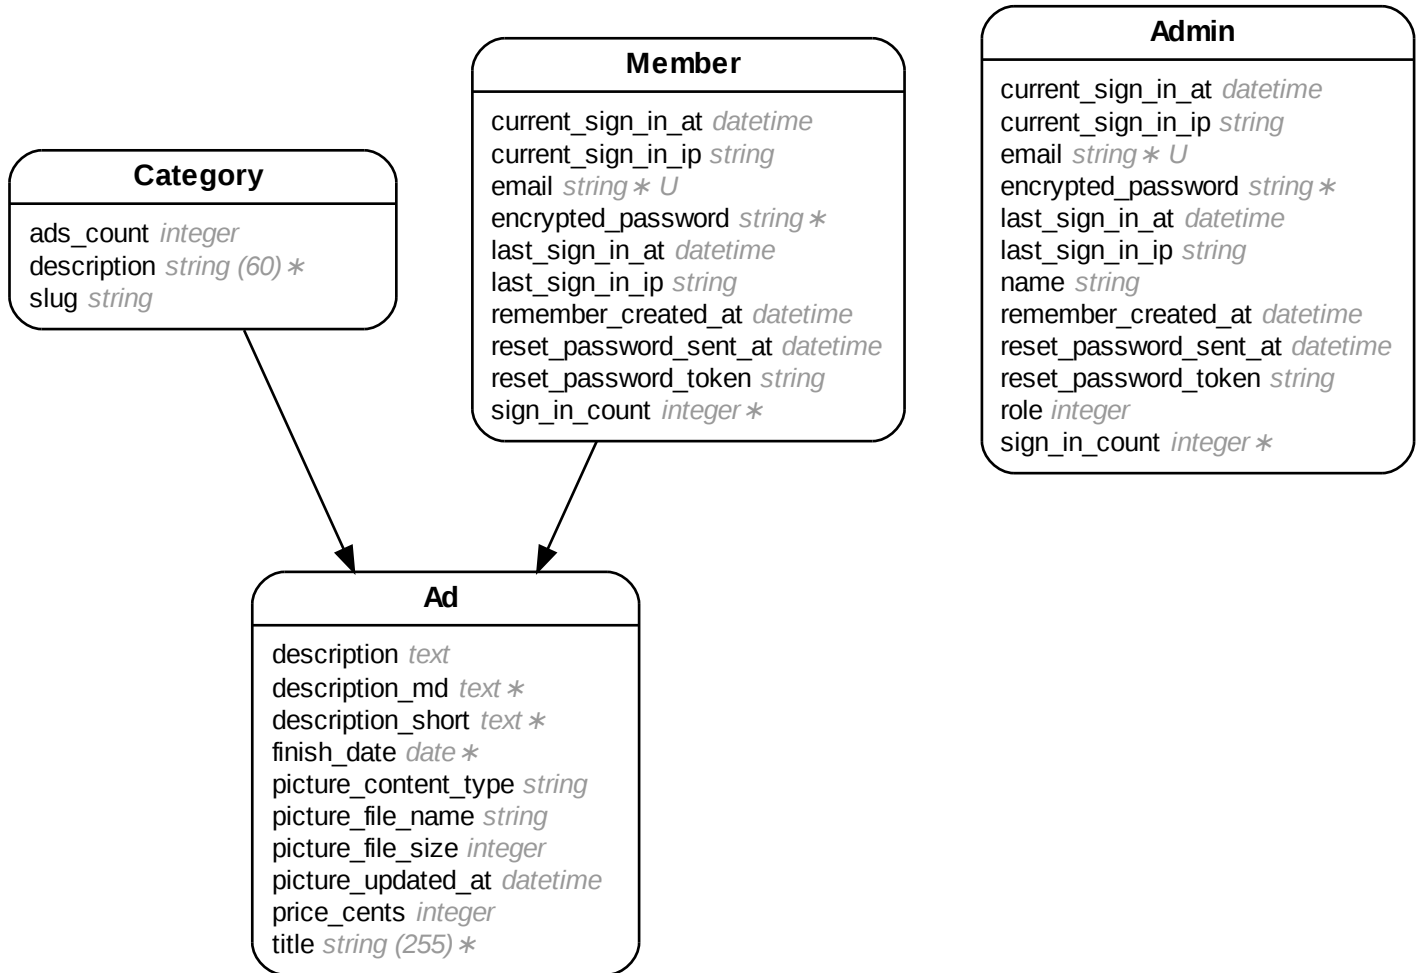 Category
ads_count integer
description string (60) ∗
slug string
Member
current_sign_in_at datetime
current_sign_in_ip string
email string ∗ U
encrypted_password string ∗
last_sign_in_at datetime
last_sign_in_ip string
remember_created_at datetime
reset_password_sent_at datetime
reset_password_token string
sign_in_count integer ∗
Admin
current_sign_in_at datetime
current_sign_in_ip string
email string ∗ U
encrypted_password string ∗
last_sign_in_at datetime
last_sign_in_ip string
name string
remember_created_at datetime
reset_password_sent_at datetime
reset_password_token string
role integer
sign_in_count integer ∗
Ad
description text
description_md text ∗
description_short text ∗
finish_date date ∗
picture_content_type string
picture_file_name string
picture_file_size integer
picture_updated_at datetime
price_cents integer
title string (255) ∗